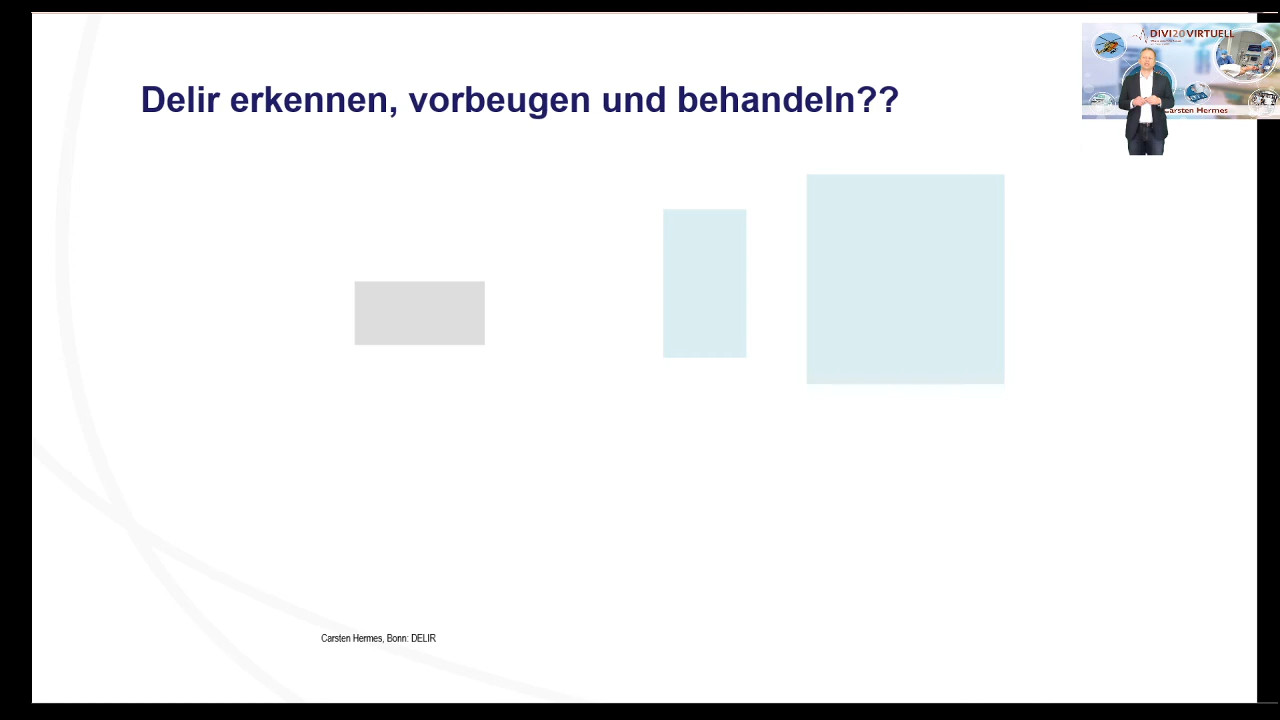 DIVI20VIRTUELL
Delir erkennen, vorbeugen und behandeln??
Carsten Hermes
Carsten Hermes, Bonn: DELIR